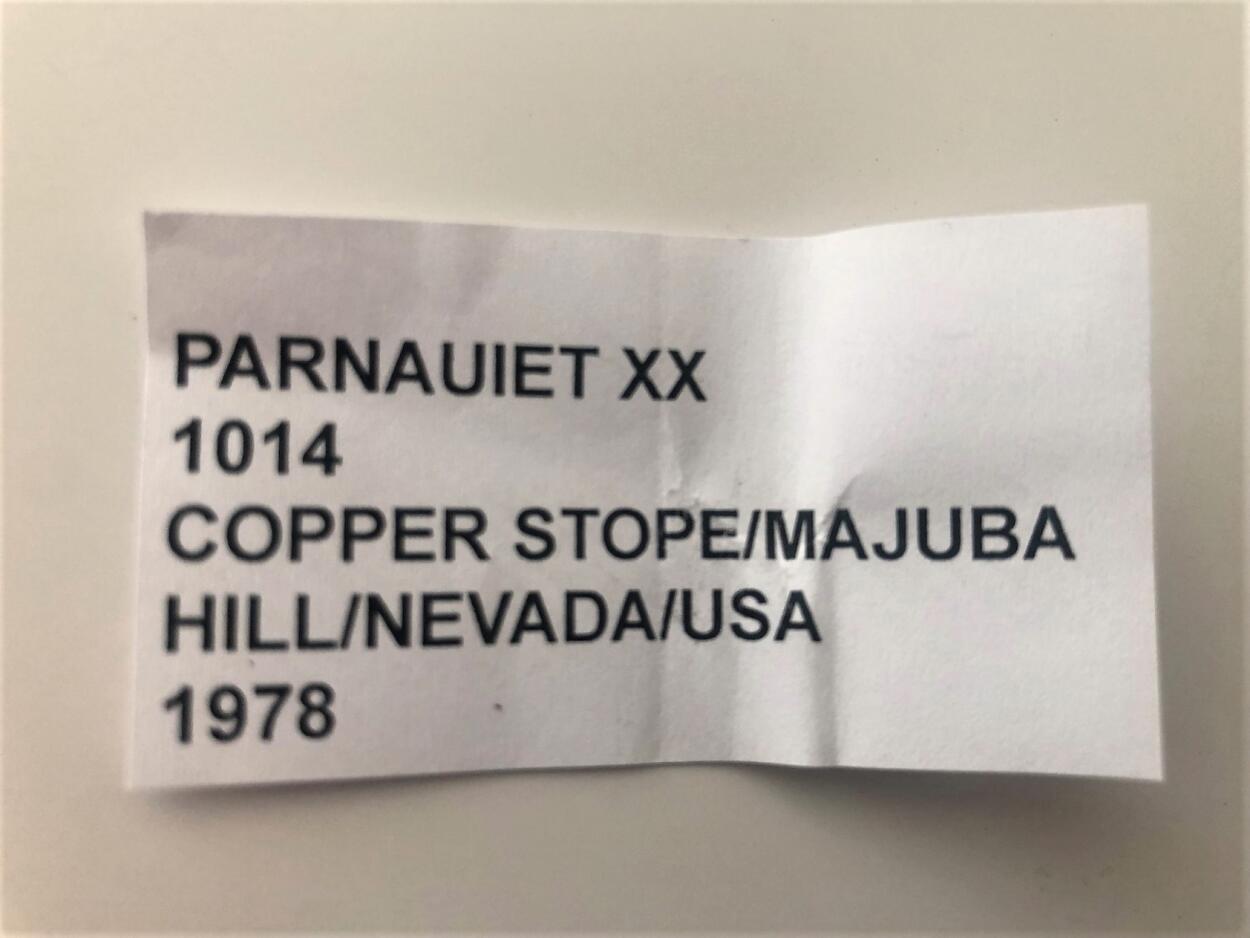 PARNAUIET XX
1014
COPPER STOPE/MAJUBA
HILL/NEVADA/USA
1978